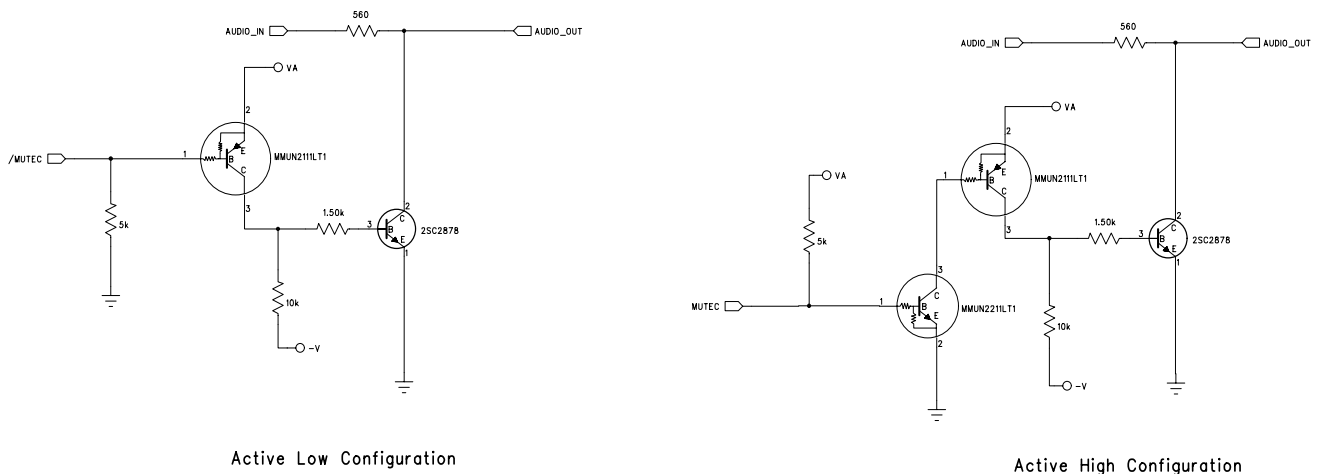 560
AUDIO_IN
AUDIO_OUT
VA
2
/MUTEC
1
E
B
C
MMUN2111LT1
3
5k
1.50k
3
2
C
B
E
1
2SC2878
10k
-V
Active Low Configuration
560
AUDIO_IN
AUDIO_OUT
VA
2
1
E
B
C
MMUN2111LT1
3
VA
5k
1.50k
3
2
C
B
E
1
2SC2878
MUTEC
1
3
C
B
E
2
MMUN2211LT1
10k
-V
Active High Configuration